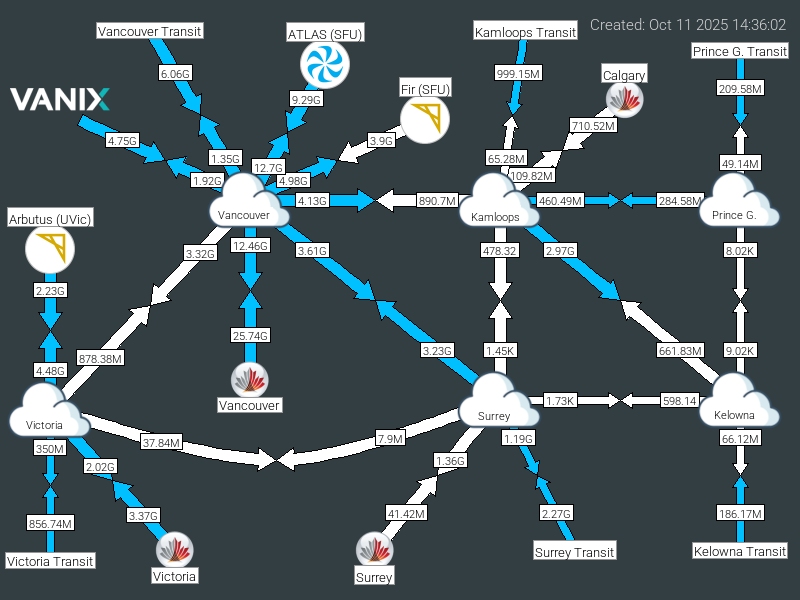 Created: Oct 11 2025 14:36:02
Vancouver Transit
ATLAS (SFU)
Kamloops Transit
Prince G. Transit
6.06G
999.15M
Calgary
209.58M
Fir (SFU)
VANIX
9.29G
710.52M
4.75G
3.9G
1.35G
65.28M
49.14M
12.7G
1.92G
4.98G
109.82M
4.13G
890.7M
460.49M
284.58M
Vancouver
Kamloops
Prince G.
Arbutus (UVic)
3.32G
12.46G
3.61G
478.32
2.97G
8.02K
2.23G
25.74G
878.38M
3.23G
1.45K
661.83M
9.02K
4.48G
Vancouver
1.73K
598.14
Victoria
Surrey
Kelowna
350M
37.84M
7.9M
1.19G
66.12M
2.02G
1.36G
856.74M
3.37G
41.42M
2.27G
186.17M
Victoria Transit
Victoria
Surrey
Surrey Transit
Kelowna Transit